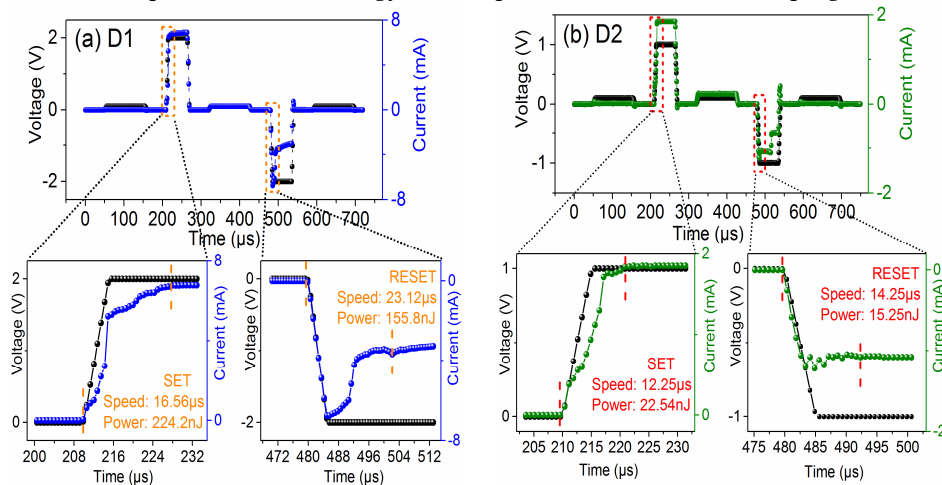 (a) D1
Voltage (V)
2
0
-2
Current (mA)
8
4
0
-4
-8
0 100 200 300 400 500 600 700
Time (µs)
(b) D2
Voltage (V)
1
0
-1
Current (mA)
2
1
0
-1
-2
0 100 200 300 400 500 600 700
Time (µs)
Voltage (V)
2
0
Current (mA)
8
0
SET
Speed: 16.56µs
Power: 224.2nJ
200 208 216 224 232
Time (µs)
Voltage (V)
0
-2
Current (mA)
0
-8
RESET
Speed: 23.12µs
Power: 155.8nJ
472 480 488 496 504 512
Time (µs)
Voltage (V)
1
0
Current (mA)
2
0
SET
Speed: 12.25µs
Power: 22.54nJ
205 210 215 220 225 230
Time (µs)
Voltage (V)
0
-1
Current (mA)
0
-2
RESET
Speed: 14.25µs
Power: 15.25nJ
475 480 485 490 495 500
Time (µs)